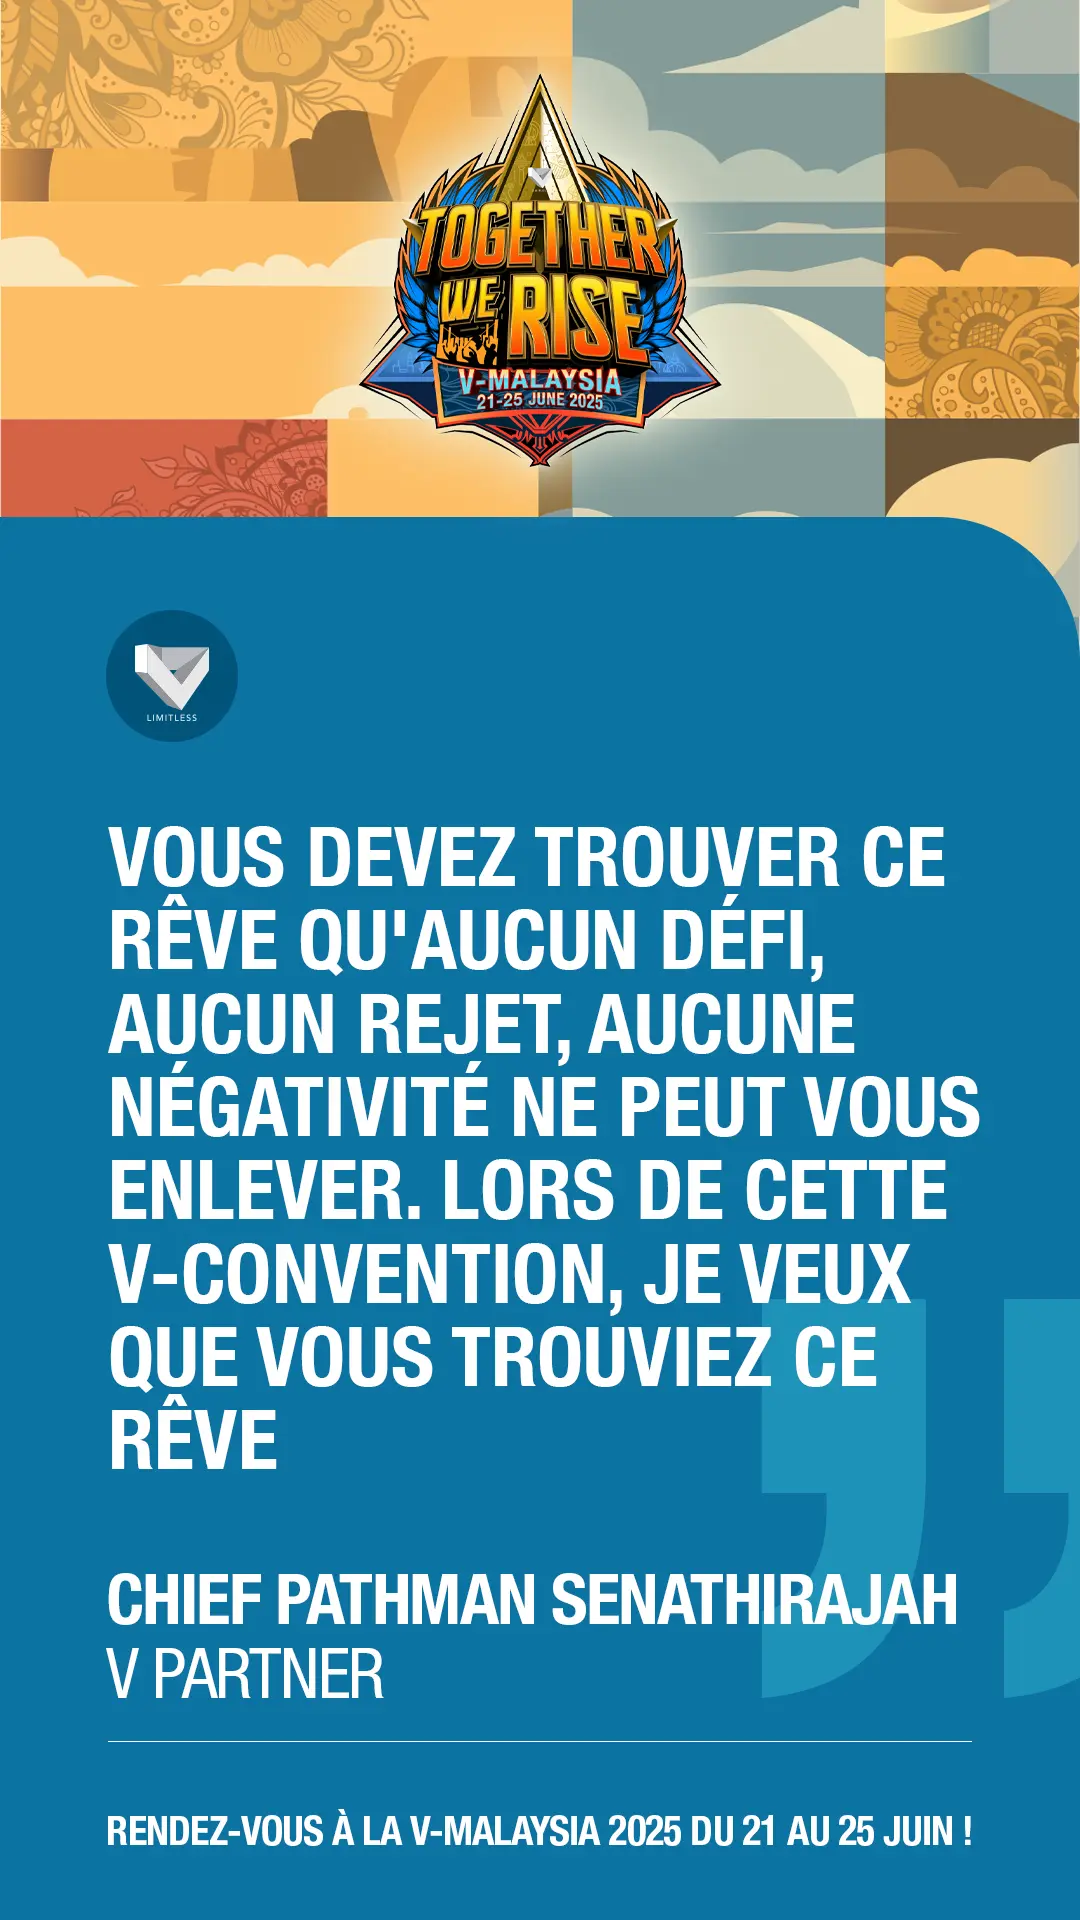 TOGETHER
WE RISE
V-MALAYSIA
21-25 JUNE 2025
LIMITLESS
VOUS DEVEZ TROUVER CE
RÊVE QU'AUCUN DÉFI,
AUCUN REJET, AUCUNE
NÉGATIVITÉ NE PEUT VOUS
ENLEVER. LORS DE CETTE
V-CONVENTION, JE VEUX
QUE VOUS TROUVIEZ CE
RÊVE
CHIEF PATHMAN SENATHIRAJAH
V PARTNER
RENDEZ-VOUS À LA V-MALAYSIA 2025 DU 21 AU 25 JUIN !